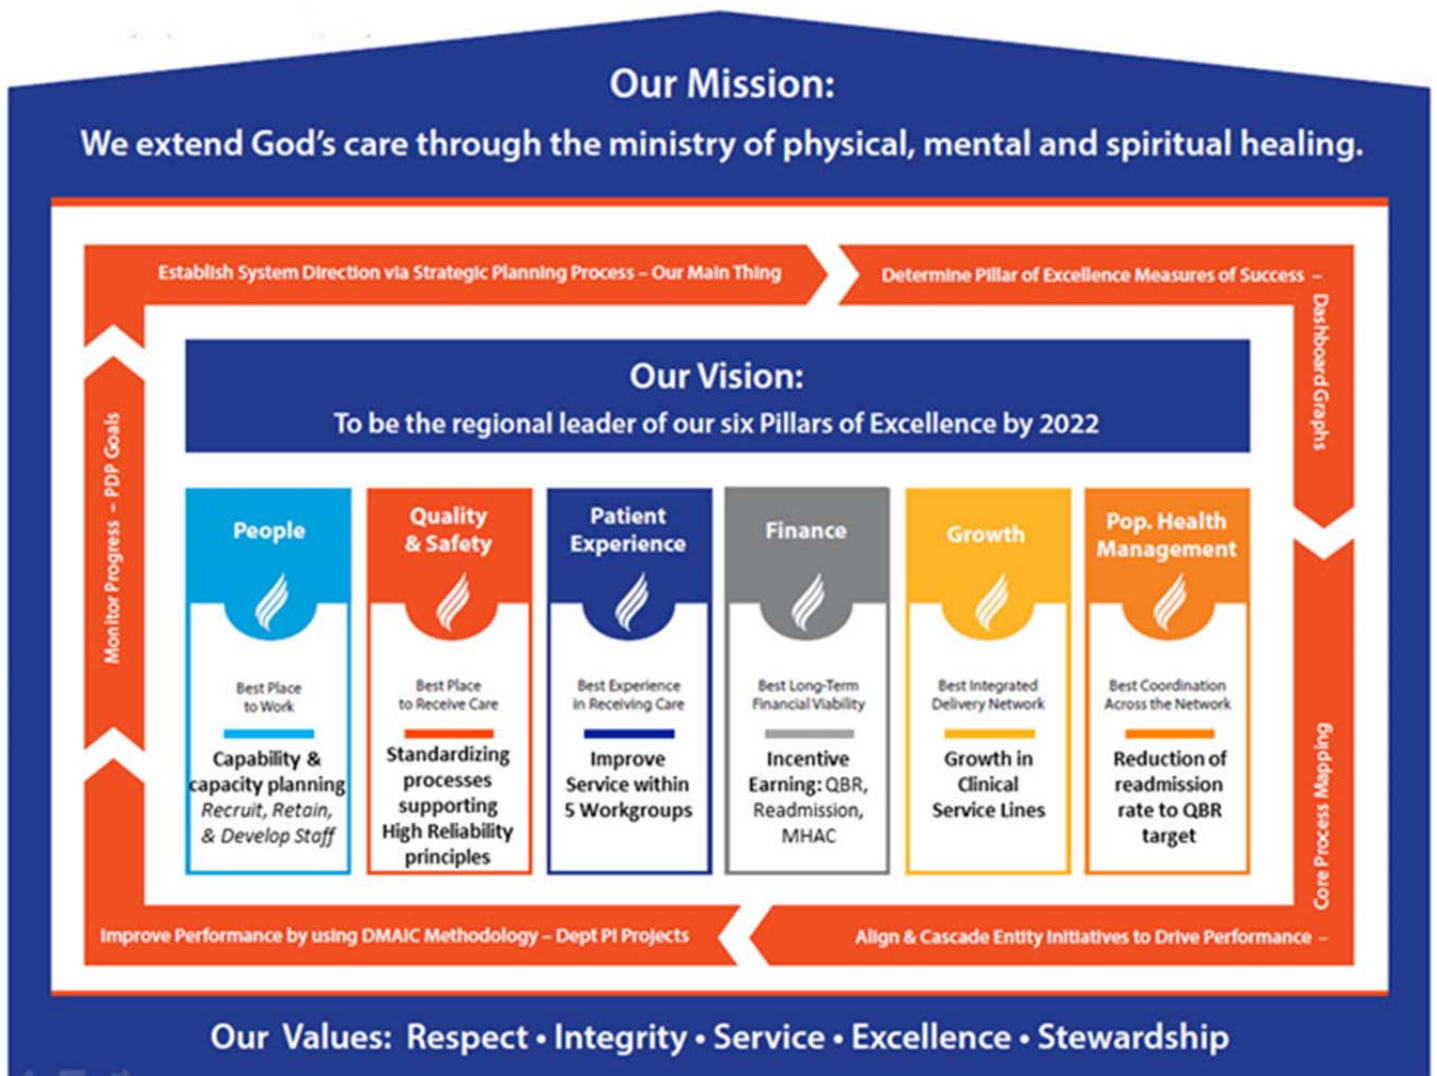 Our Mission:
We extend God's care through the ministry of physical, mental and spiritual healing.
Establish System Direction via Strategic Planning Process – Our Main Thing
Determine Pillar of Excellence Measures of Success –
Dashboard Graphs
Our Vision:
To be the regional leader of our six Pillars of Excellence by 2022
Monitor Progress – PDP Goals
People
Best Place
to Work
Capability &
capacity planning
Recruit, Retain,
& Develop Staff
Quality
& Safety
Best Place
to Receive Care
Standardizing
processes
supporting
High Reliability
principles
Patient
Experience
Best Experience
in Receiving Care
Improve
Service within
5 Workgroups
Finance
Best Long-Term
Financial Viability
Incentive
Earning: QBR,
Readmission,
MHAC
Growth
Best Integrated
Delivery Network
Growth in
Clinical
Service Lines
Pop. Health
Management
Best Coordination
Across the Network
Reduction of
readmission
rate to QBR
target
Core Process Mapping
Improve Performance by using DMAIC Methodology – Dept PI Projects
Align & Cascade Entity Initiatives to Drive Performance –
Our Values: Respect • Integrity • Service • Excellence • Stewardship